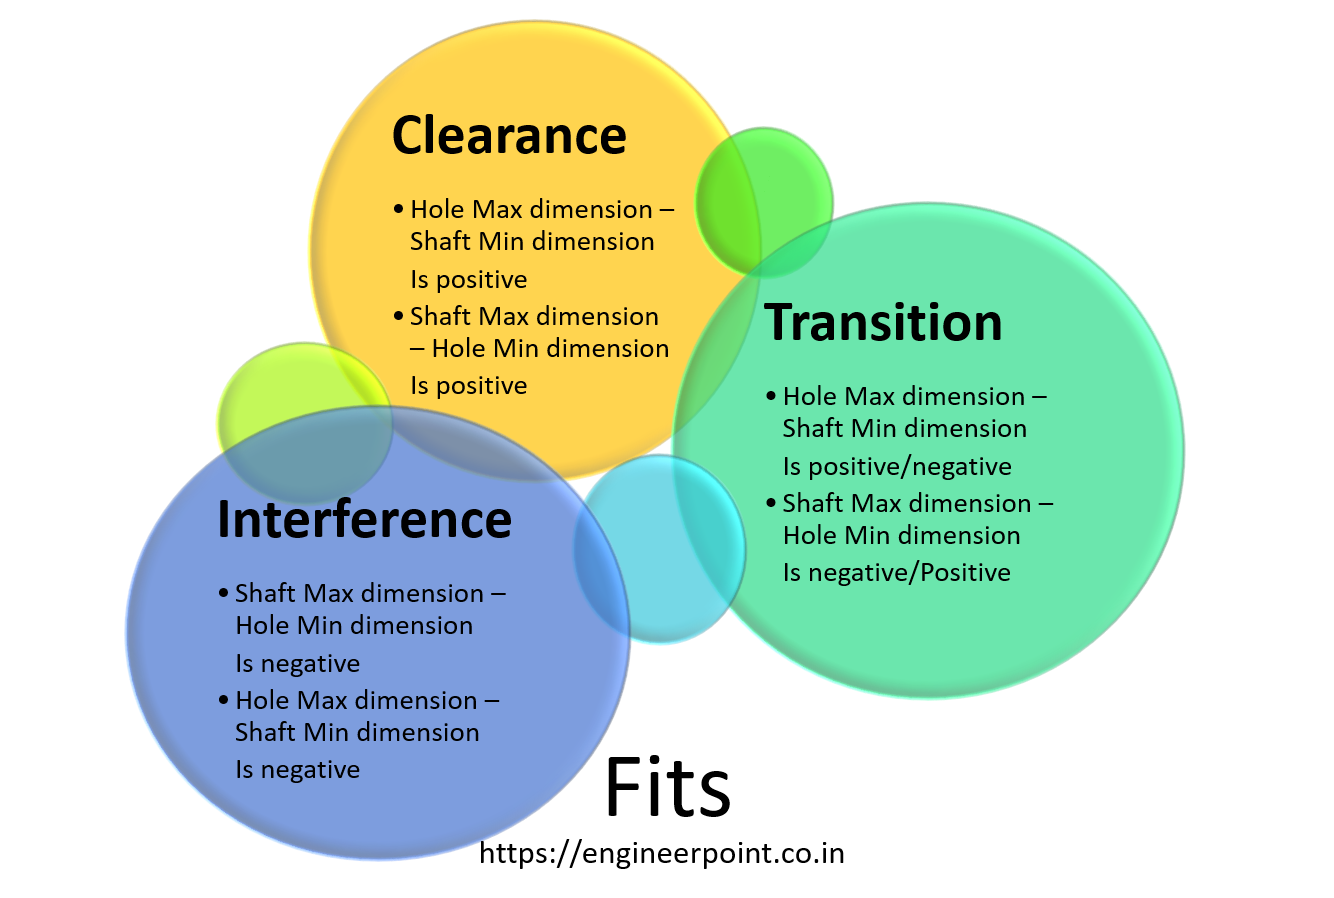 Clearance
• Hole Max dimension –
Shaft Min dimension
Is positive
• Shaft Max dimension
– Hole Min dimension
Is positive
Transition
• Hole Max dimension –
Shaft Min dimension
Is positive/negative
• Shaft Max dimension –
Hole Min dimension
Is negative/Positive
Interference
• Shaft Max dimension –
Hole Min dimension
Is negative
• Hole Max dimension –
Shaft Min dimension
Is negative
Fits
https://engineerpoint.co.in